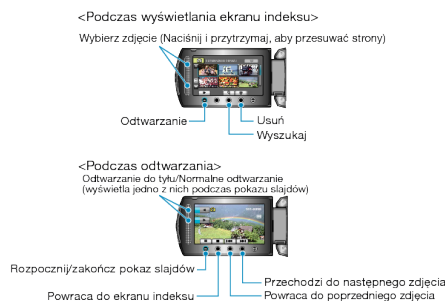 <Podczas wyświetlania ekranu indeksu>
Wybierz zdjęcie (Naciśnij i przytrzymaj, aby przesuwać strony)
Odtwarzanie
Usuń
Wyszukaj
<Podczas odtwarzania>
Odtwarzanie do tyłu/Normalne odtwarzanie
(wyświetla jedno z nich podczas pokazu slajdów)
Rozpocznij/zakończ pokaz slajdów
Przechodzi do następnego zdjęcia
Powraca do ekranu indeksu
Powraca do poprzedniego zdjęcia